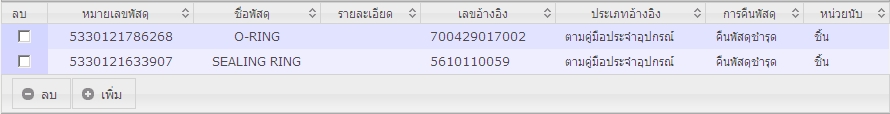 ลบ หมายเลขพัสดุ ชื่อพัสดุ รายละเอียด เลขอ้างอิง ประเภทอ้างอิง การคืนพัสดุ หน่วยนับ
5330121786268 O-RING 700429017002 ตามคู่มือประจำอุปกรณ์ คืนพัสดุชำรุด ชิ้น
5330121633907 SEALING RING 5610110059 ตามคู่มือประจำอุปกรณ์ คืนพัสดุชำรุด ชิ้น
ลบ เพิ่ม